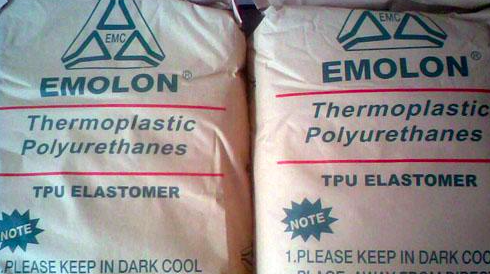 EMC
EMOLON®
Thermoplastic
Polyurethanes
TPU ELASTOMER
NOTE
.PLEASE KEEP IN DARK COOL
EMC
EMOLON®
Thermoplastic
Polyurethanes
TPU ELASTOMER
NOTE
1.PLEASE KEEP IN DARK COO